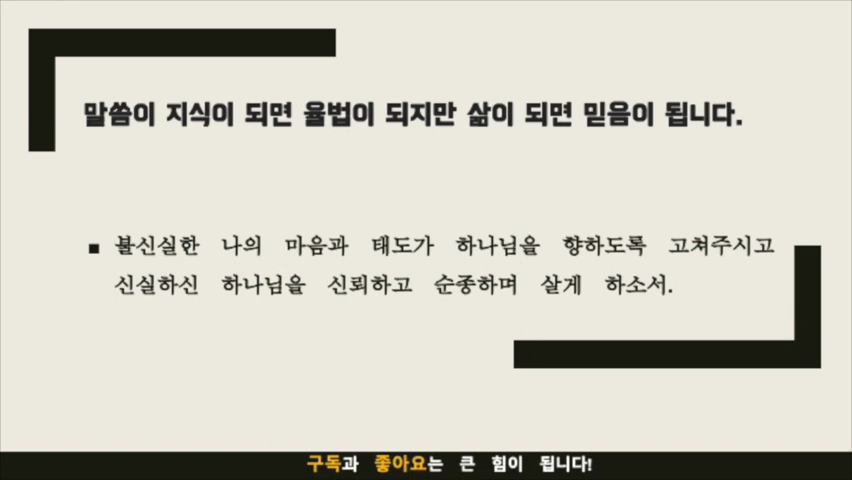 말씀이 지식이 되면 율법이 되지만 삶이 되면 믿음이 됩니다.
■ 불신실한 나의 마음과 태도가 하나님을 향하도록 고쳐주시고
신실하신 하나님을 신뢰하고 순종하며 살게 하소서.
구독과 좋아요는 큰 힘이 됩니다!